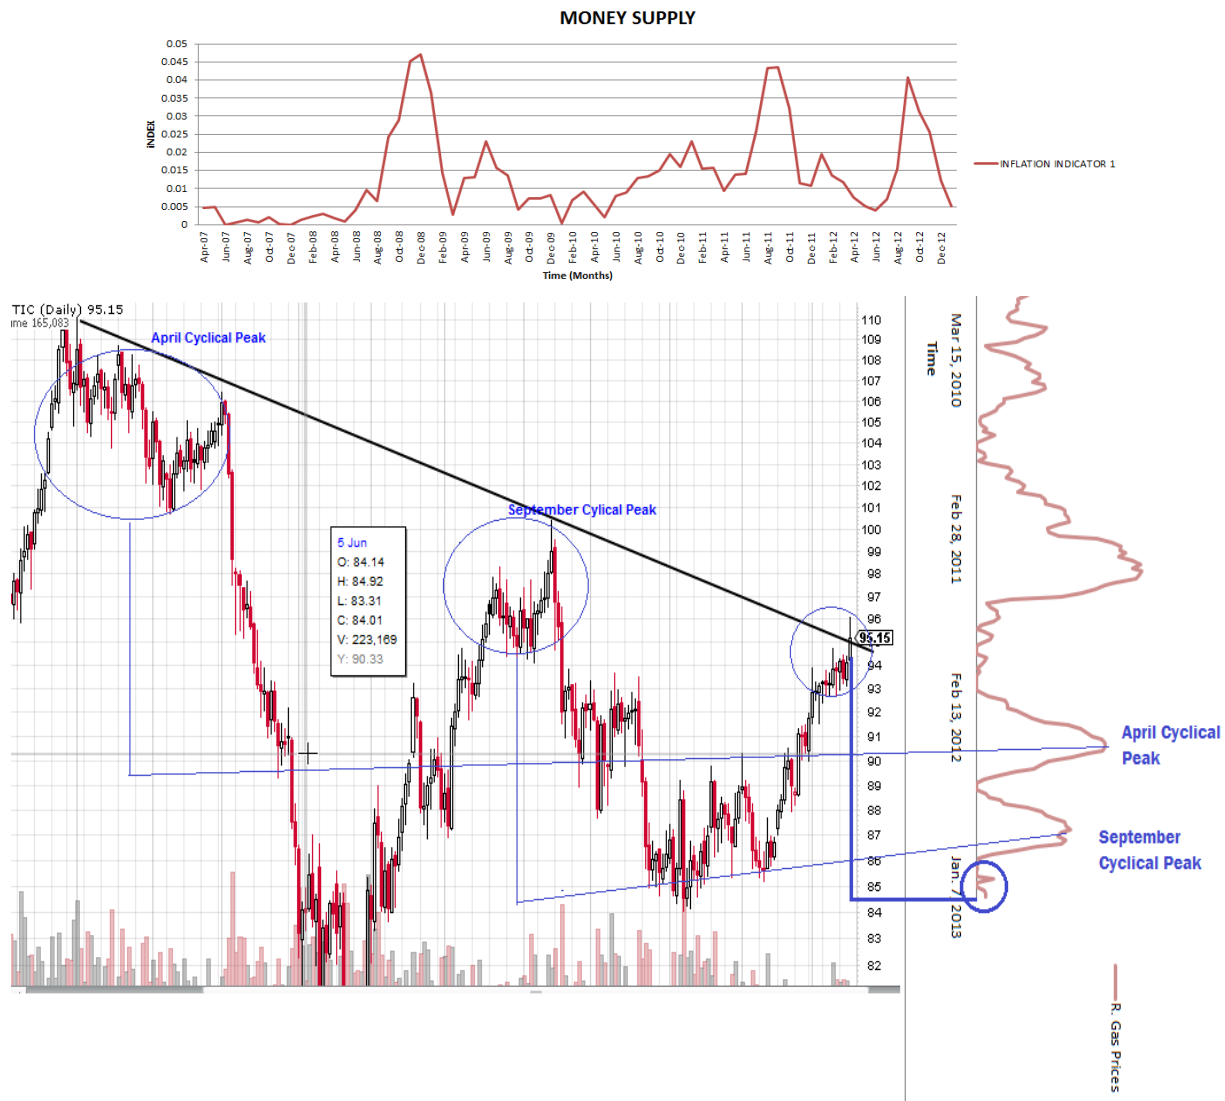 MONEY SUPPLY
0.05
0.045
0.04
0.035
0.03
0.025
0.02
0.015
0.01
0.005
0
iNDEX
Apr-07
Jun-07
Aug-07
Oct-07
Dec-07
Feb-08
Apr-08
Jun-08
Aug-08
Oct-08
Dec-08
Feb-09
Apr-09
Jun-09
Aug-09
Oct-09
Dec-09
Feb-10
Apr-10
Jun-10
Aug-10
Oct-10
Dec-10
Feb-11
Apr-11
Jun-11
Aug-11
Oct-11
Dec-11
Feb-12
Apr-12
Jun-12
Aug-12
Oct-12
Dec-12
Time (Months)
INFLATION INDICATOR 1
TIC (Daily) 95.15
ime 165,083
April Cyclical Peak
September Cylical Peak
5 Jun
O: 84.14
H: 84.92
L: 83.31
C: 84.01
V: 223,169
Y: 90.33
110
109
108
107
106
105
104
103
102
101
100
99
98
97
96
95.15
94
93
92
91
90
89
88
87
86
85
84
83
82
Time
Mar 15, 2010
Feb 28, 2011
Feb 13, 2012
Jan. 7, 2013
April Cyclical
Peak
September
Cyclical Peak
R. Gas Prices